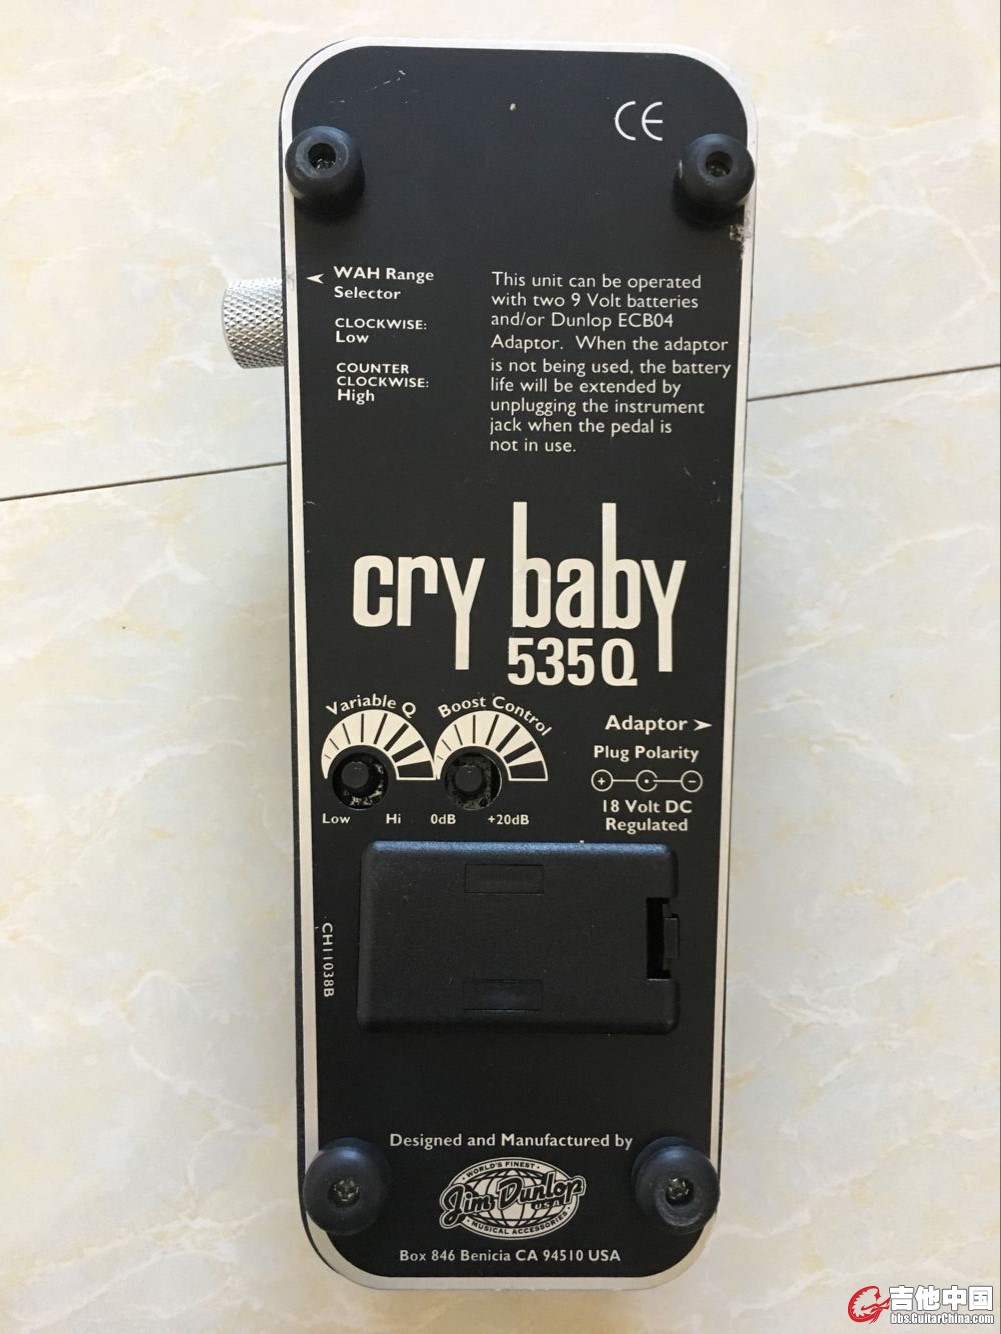 CE
WAH Range
Selector
CLOCKWISE:
Low
COUNTER
CLOCKWISE:
High
This unit can be operated
with two 9 Volt batteries
and/or Dunlop ECB04
Adaptor. When the adaptor
is not being used, the battery
life will be extended by
unplugging the instrument
jack when the pedal is
not in use.
cry baby
535Q
Variable Q
Boost Control
Low Hi
0dB +20dB
Adaptor
Plug Polarity
+ -
18 Volt DC
Regulated
CH11038B
Designed and Manufactured by
WORLD'S FINEST
Jim Dunlop
USA
MUSICAL ACCESSORIES
Box 846 Benicia CA 94510 USA
吉他中国
bbs.GuitarChina.com